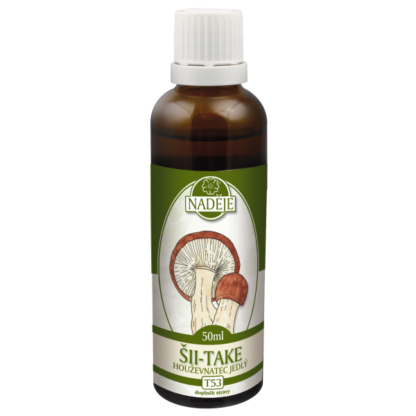 NADĚJE
50ml
ŠII-TAKE
HOUŽEVNATEC JEDLÝ
T53
doplněk stravy